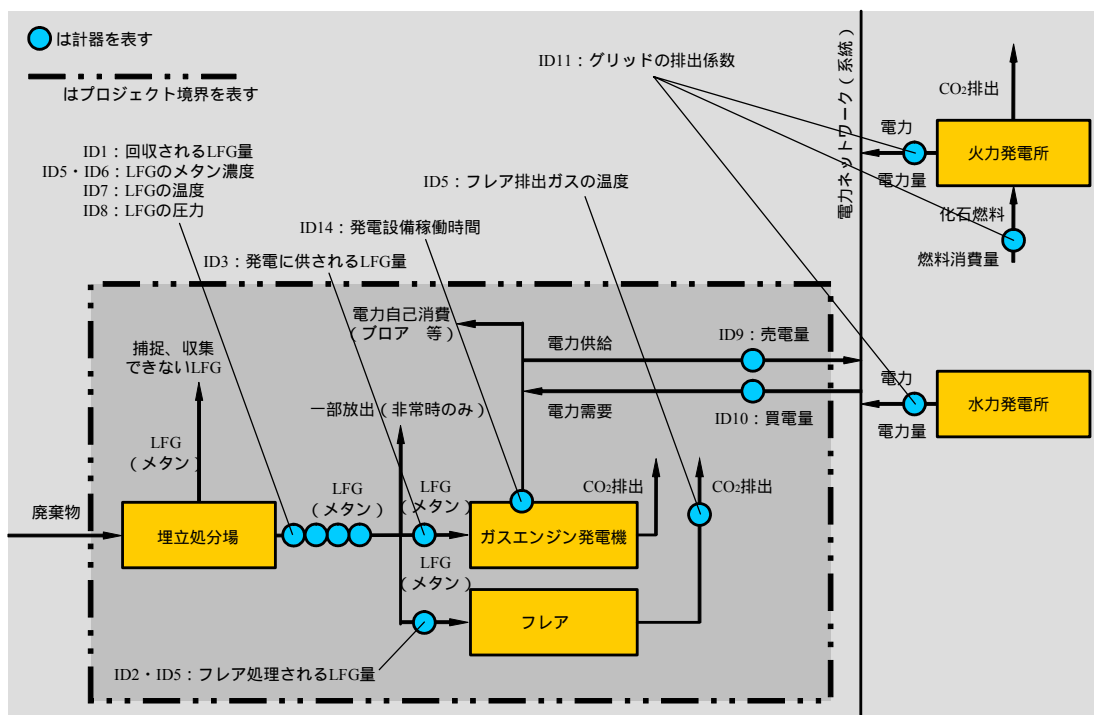 は計器を表す
はプロジェクト境界を表す
ID1：回収されるLFG量
ID5・ID6：LFGのメタン濃度
ID7：LFGの温度
ID8：LFGの圧力
ID14：発電設備稼働時間
ID3：発電に供されるLFG量
ID5：フレア排出ガスの温度
ID11：グリッドの排出係数
電力ネットワーク（系統）
CO2排出
電力
火力発電所
電力量
化石燃料
燃料消費量
電力自己消費
（ブロア　等）
電力供給
ID9：売電量
捕捉、収集
できないLFG
一部放出（非常時のみ）
電力需要
ID10：買電量
電力
水力発電所
電力量
LFG
（メタン）
LFG
（メタン）
LFG
（メタン）
CO2排出
CO2排出
廃棄物
埋立処分場
ガスエンジン発電機
LFG
（メタン）
フレア
ID2・ID5：フレア処理されるLFG量